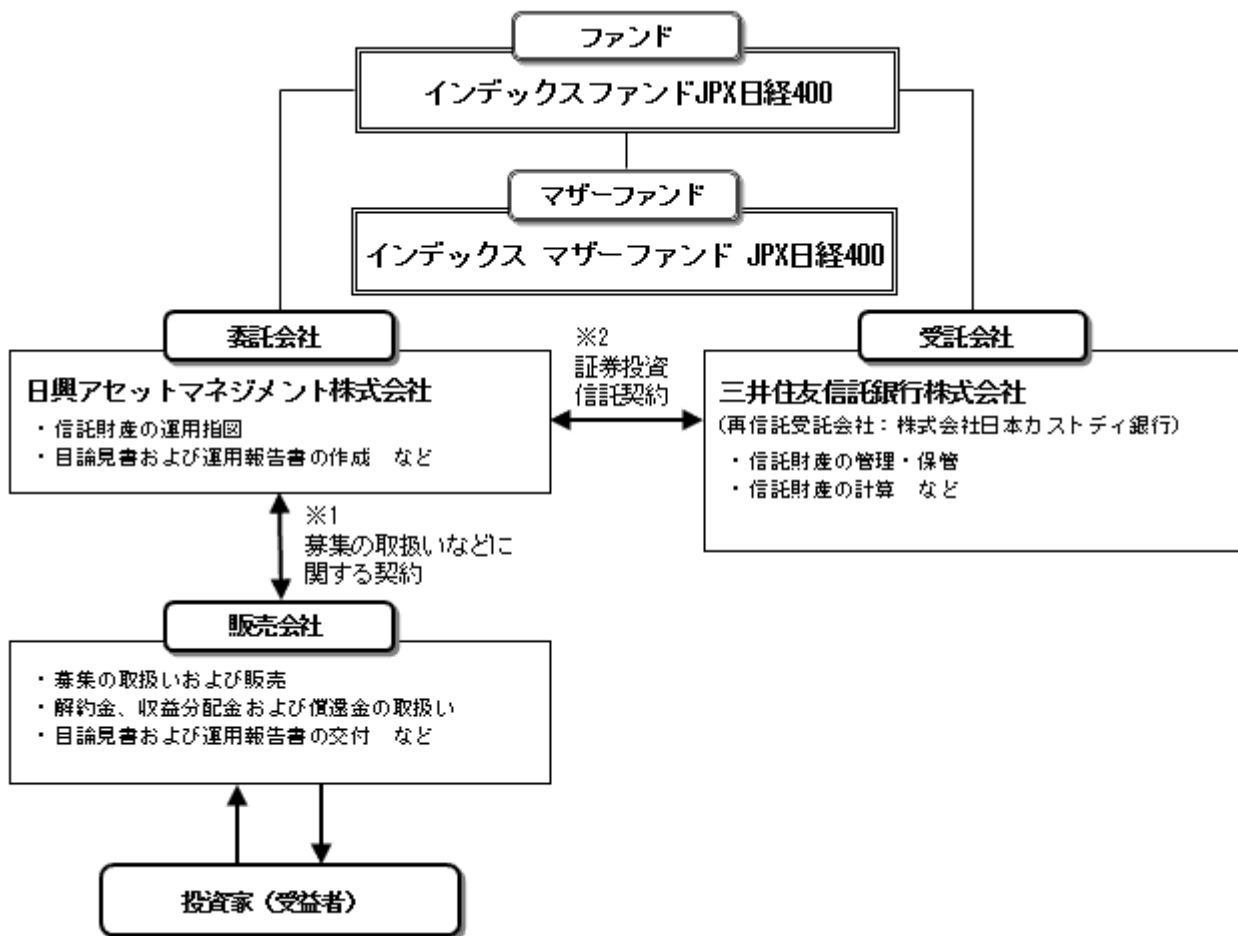 ファンド
インデックスファンドJPX日経400
マザーファンド
インデックス マザーファンド JPX日経400
委託会社
日興アセットマネジメント株式会社
・信託財産の運用指図
・目論見書および運用報告書の作成 など
※2
証券投資
信託契約
受託会社
三井住友信託銀行株式会社
(再信託受託会社:株式会社日本カストディ銀行)
・信託財産の管理・保管
・信託財産の計算 など
※1
募集の取扱いなどに
関する契約
販売会社
・募集の取扱いおよび販売
・解約金、収益分配金および償還金の取扱い
・目論見書および運用報告書の交付 など
投資家(受益者)